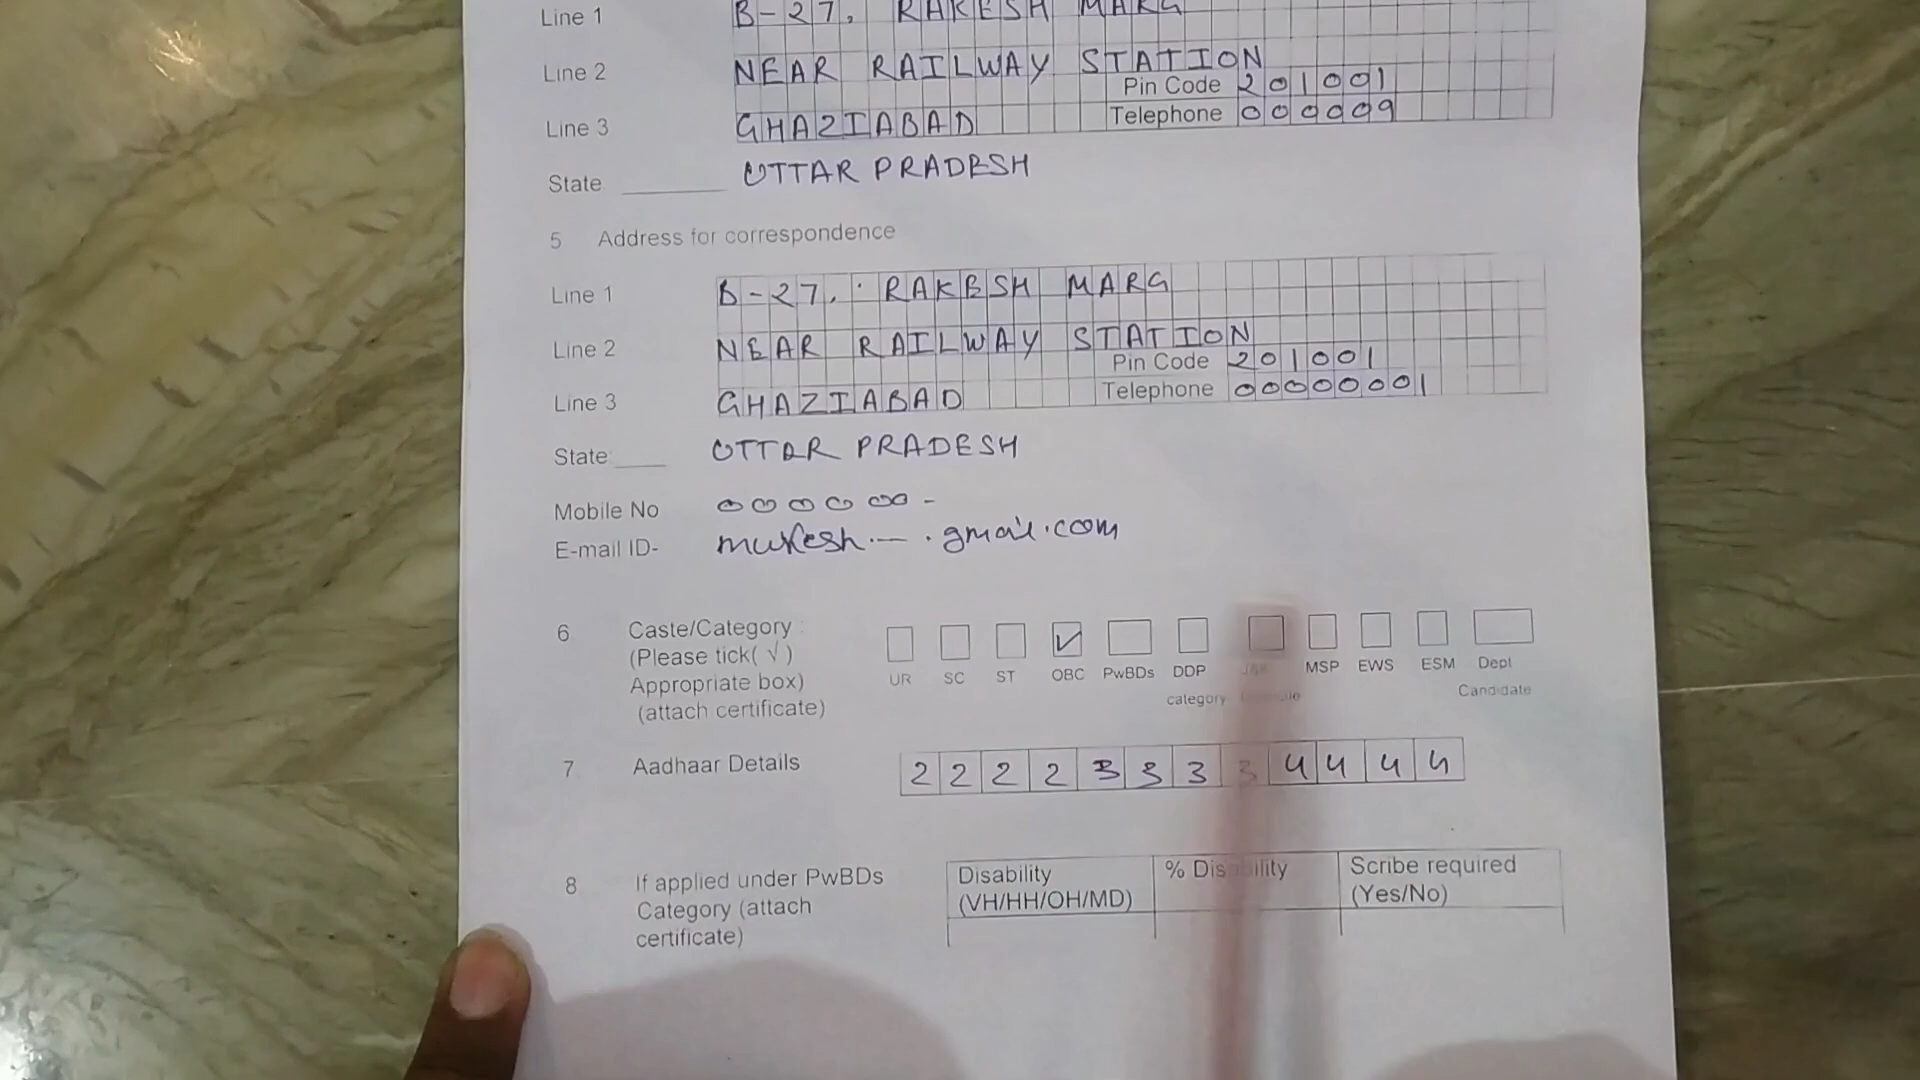 Line 1 B-27, RAKESH MARG
Line 2 NEAR RAILWAY STATION
Pin Code 201001
Line 3 GHAZIABAD Telephone 000009
State UTTAR PRADESH
5 Address for correspondence
Line 1 B-27, RAKESH MARG
Line 2 NEAR RAILWAY STATION
Pin Code 201001
Line 3 GHAZIABAD Telephone 00000001
State UTTAR PRADESH
Mobile No 000000-
E-mail ID- mukesh.—.gmail.com
6 Caste/Category :
(Please tick( √ )
Appropriate box)
(attach certificate)
UR SC ST OBC PwBDs DDP MSP EWS ESM Dept
category Candidate
7 Aadhaar Details 2 2 2 2 3 3 3 3 4 4 4 4
8 If applied under PwBDs
Category (attach
certificate)
Disability
(VH/HH/OH/MD)
% Disability
Scribe required
(Yes/No)